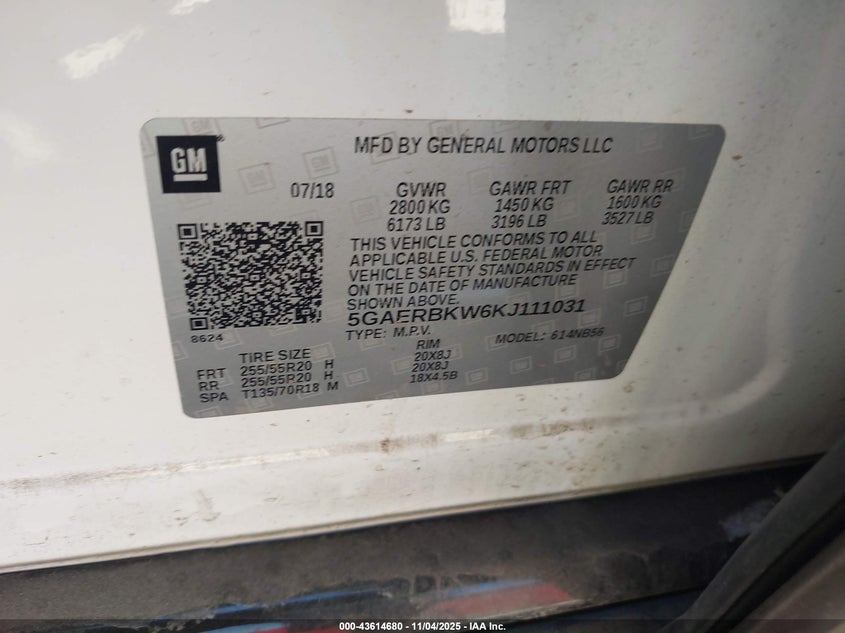 GM
MFD BY GENERAL MOTORS LLC
07/18 GVWR GAWR FRT GAWR RR
2800 KG 1450 KG 1600 KG
6173 LB 3196 LB 3527 LB
THIS VEHICLE CONFORMS TO ALL
APPLICABLE U.S. FEDERAL MOTOR
VEHICLE SAFETY STANDARDS IN EFFECT
ON THE DATE OF MANUFACTURE
SHOWN ABOVE.
5GAERBKW6KJ111031
TYPE: M.P.V. MODEL: 614NB56
8624
TIRE SIZE RIM
FRT 255/55R20 H 20X8J
RR 255/55R20 H 20X8J
SPA T135/70R18 M 18X4.5B
000-43614680 - 11/04/2025 - IAA Inc.